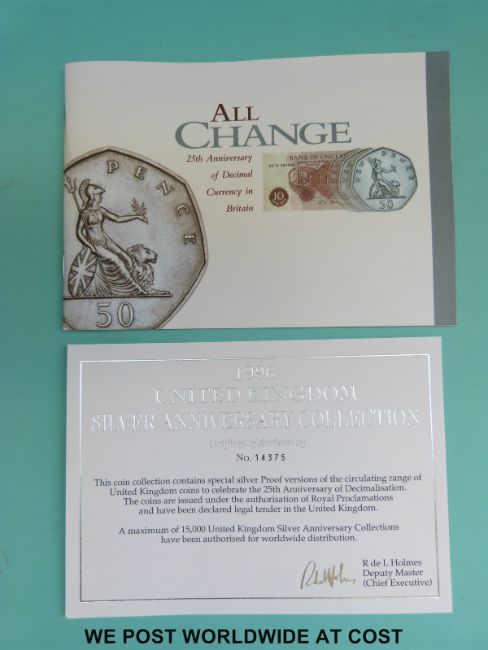 ALL
CHANGE
25th Anniversary
of Decimal
Currency in
Britain
BANK OF ENGLAND
10
PENCE
50
PENCE
50
1996
UNITED KINGDOM
SILVER ANNIVERSARY COLLECTION
Certificate of Authenticity
No. 14375
This coin collection contains special silver Proof versions of the circulating range of
United Kingdom coins to celebrate the 25th Anniversary of Decimalisation.
The coins are issued under the authorisation of Royal Proclamations
and have been declared legal tender in the United Kingdom.
A maximum of 15,000 United Kingdom Silver Anniversary Collections
have been authorised for worldwide distribution.
R de L Holmes
Deputy Master
(Chief Executive)
WE POST WORLDWIDE AT COST